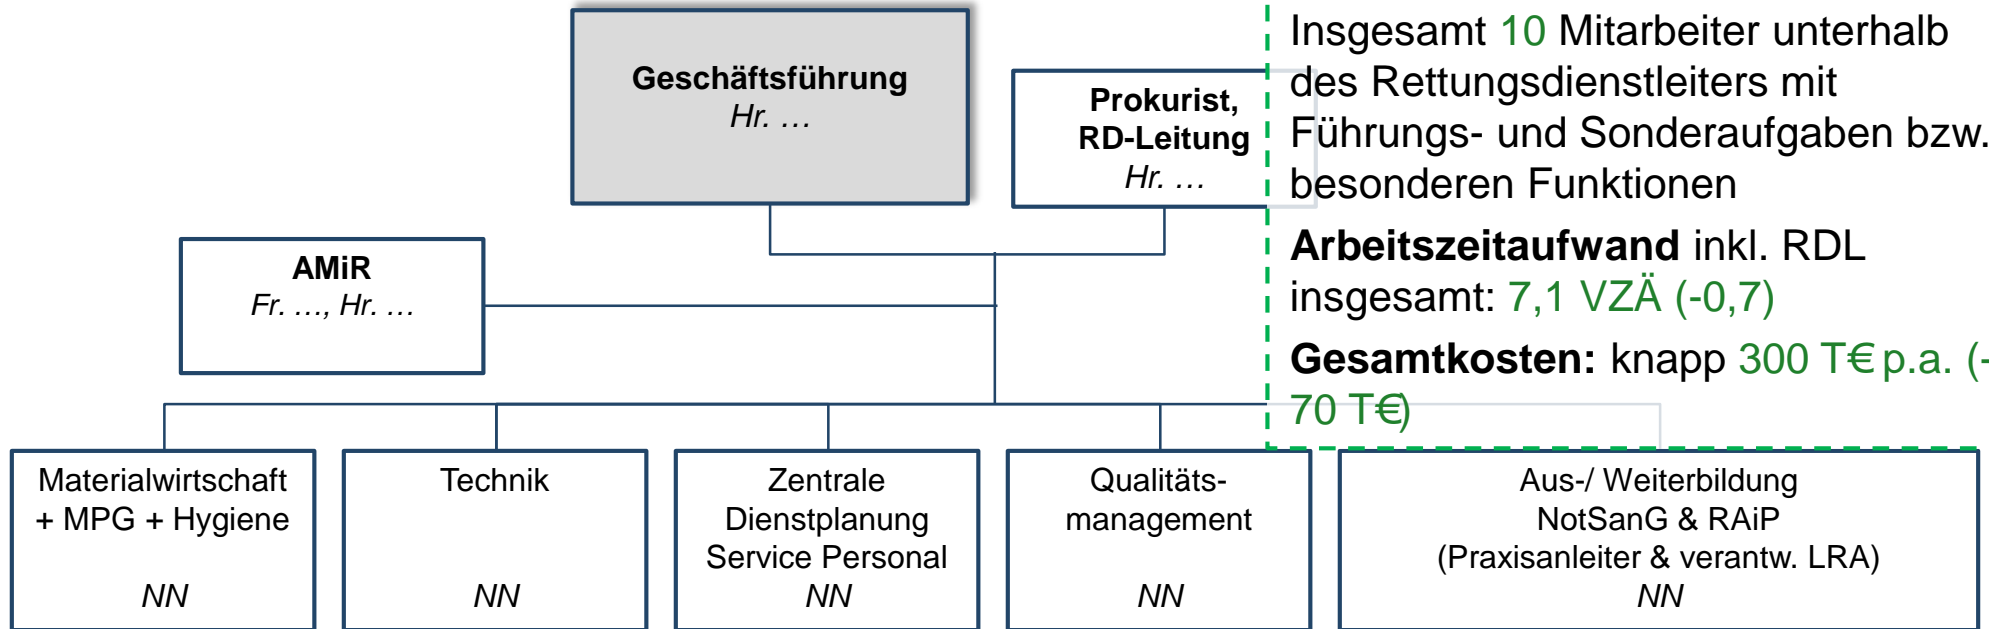 Geschäftsführung
Hr. …
Prokurist,
RD-Leitung
Hr. …
Insgesamt 10 Mitarbeiter unterhalb
des Rettungsdienstleiters mit
Führungs- und Sonderaufgaben bzw.
besonderen Funktionen
Arbeitszeitaufwand inkl. RDL
insgesamt: 7,1 VZÄ (-0,7)
Gesamtkosten: knapp 300 T€ p.a. (-
70 T€)
AMiR
Fr. …, Hr. …
Materialwirtschaft
+ MPG + Hygiene
NN
Technik
NN
Zentrale
Dienstplanung
Service Personal
NN
Qualitäts-
management
NN
Aus-/ Weiterbildung
NotSanG & RAiP
(Praxisanleiter & verantw. LRA)
NN